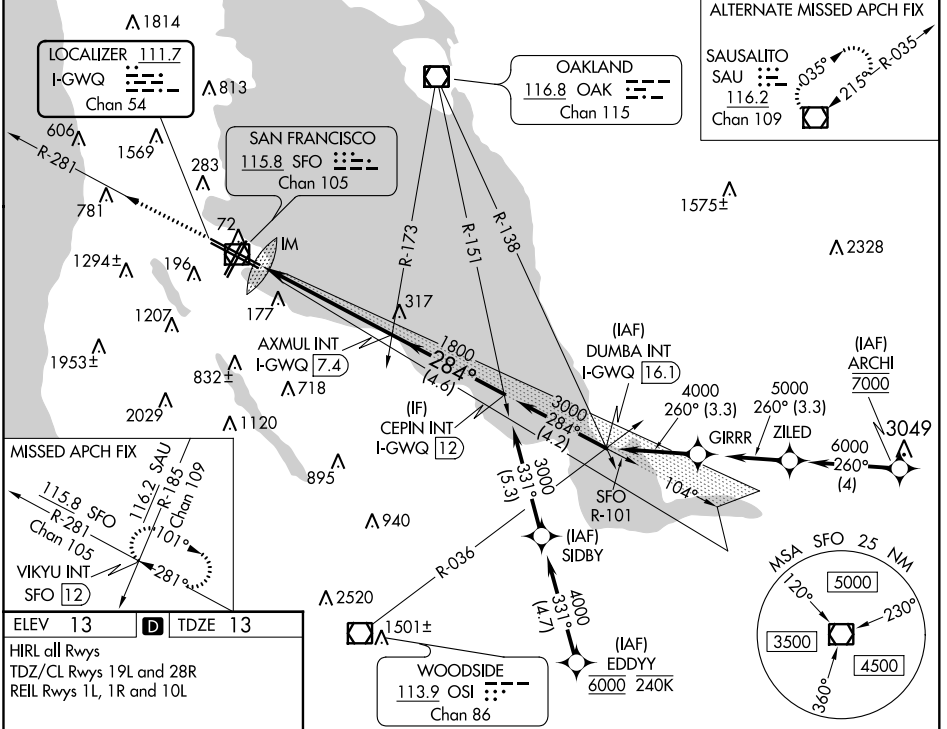 1814
LOCALIZER 111.7
I-GWQ
Chan 54
813
606
1569
R-281
283
781
SAN FRANCISCO
115.8 SFO
Chan 105
72
IM
1294±
196
177
1207
1953±
832±
718
2029
1120
895
940
2520
1501±
OAKLAND
116.8 OAK
Chan 115
R-173
R-151
R-138
317
ALTERNATE MISSED APCH FIX
SAUSALITO
SAU
116.2
Chan 109
035°
215°
R-035
1575±
2328
AXMUL INT
I-GWQ 7.4
1800
284°
(4.6)
(IF)
CEPIN INT
I-GWQ 12
(IAF)
DUMBA INT
I-GWQ 16.1
3000
284°
(4.2)
4000
260° (3.3)
GIRRR
5000
260° (3.3)
ZILED
(IAF)
ARCHI
7000
3049
6000
260°
(4)
104°
SFO
R-101
3000
331°
(5.3)
(IAF)
SIDBY
R-036
4000
331°
(4.7)
(IAF)
EDDYY
6000 240K
WOODSIDE
113.9 OSI
Chan 86
MISSED APCH FIX
115.8 SFO
R-281
Chan 105
116.2 SAU
R-185
Chan 109
101°
281°
VIKYU INT
SFO 12
ELEV 13
D
TDZE 13
HIRL all Rwys
TDZ/CL Rwys 19L and 28R
REIL Rwys 1L, 1R and 10L
MSA SFO 25 NM
120°
5000
230°
3500
4500
360°